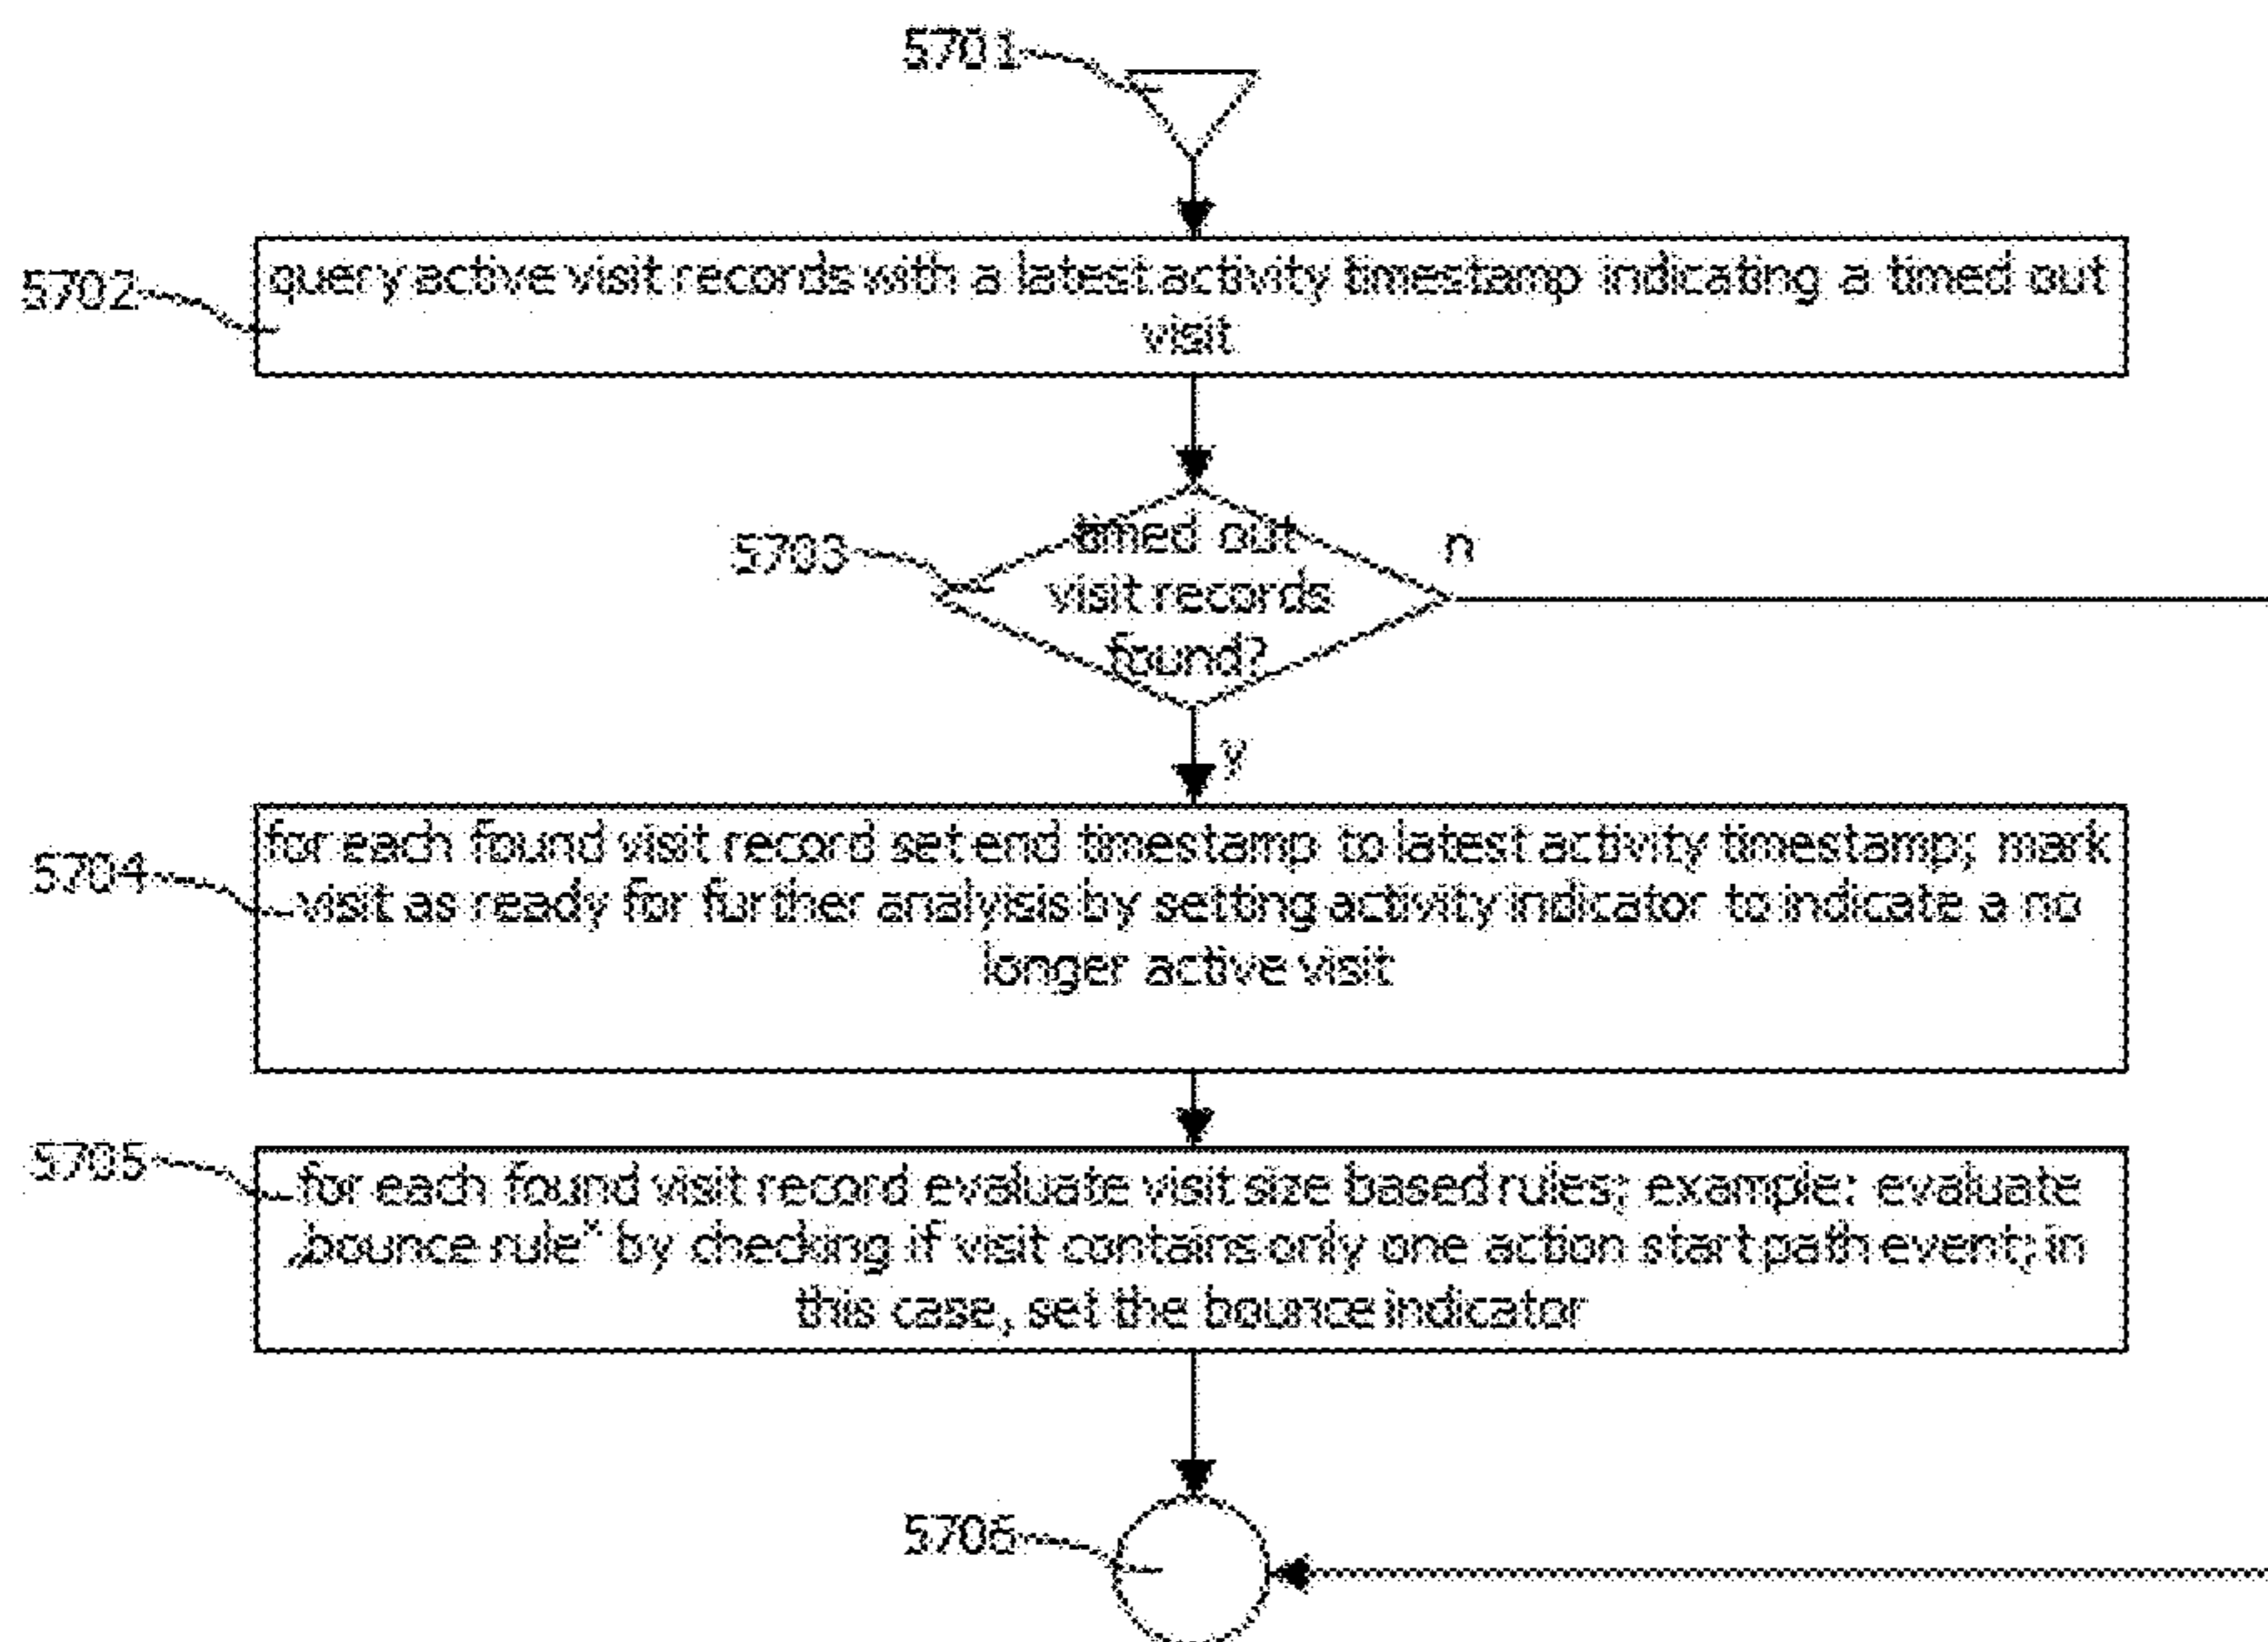 5701
5702
query active visit records with a latest activity timestamp indicating a timed out
visit
5703
timed out
visit records
found?
n
y
5704
for each found visit record set end timestamp to latest activity timestamp; mark
visit as ready for further analyisis by setting activity indicator to indicate a no
longer active visit
5705
for each found visit record evaluate visit size based rules; example: evaluate
„bounce rule“ by checking if visit contains only one action start path event; in
this case, set the bounce indicator
5706